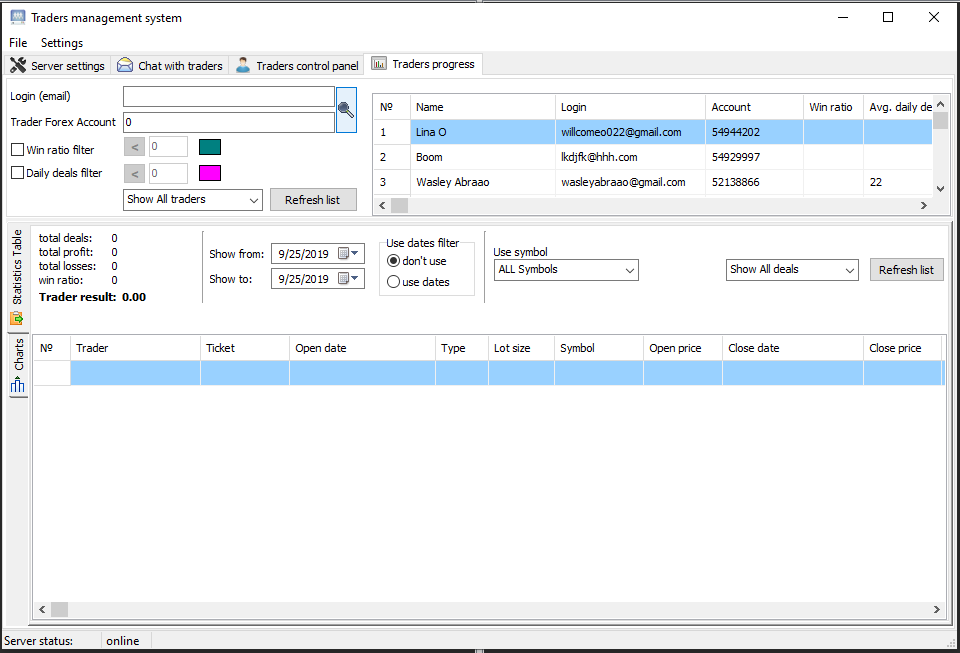 Traders management system
File Settings
Server settings Chat with traders Traders control panel Traders progress
Login (email)
Trader Forex Account 0
Win ratio filter < 0
Daily deals filter < 0
Show All traders Refresh list
Nº Name Login Account Win ratio Avg. daily de
1 Lina O willcomeo022@gmail.com 54944202
2 Boom lkdjfk@hhh.com 54929997
3 Wasley Abraao wasleyabraao@gmail.com 52138866 22
Statistics Table
Charts
total deals: 0
total profit: 0
total losses: 0
win ratio: 0
Trader result: 0.00
Show from: 9/25/2019
Show to: 9/25/2019
Use dates filter
don't use
use dates
Use symbol
ALL Symbols
Show All deals
Refresh list
Nº Trader Ticket Open date Type Lot size Symbol Open price Close date Close price
Server status: online